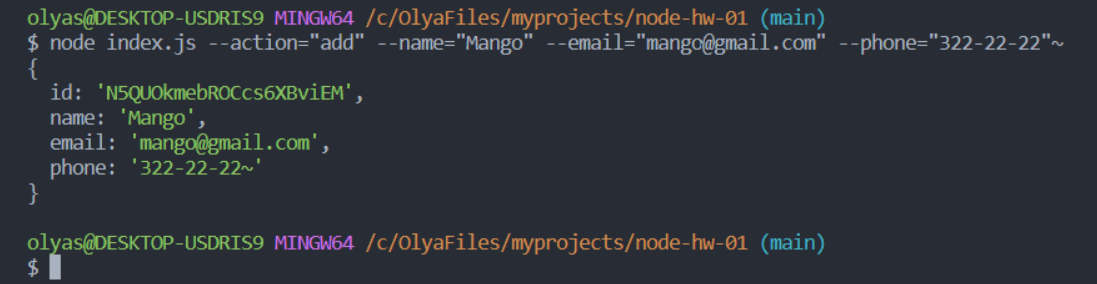 olyas@DESKTOP-USDRIS9 MINGW64 /c/OlyaFiles/myprojects/node-hw-01 (main)
$ node index.js --action="add" --name="Mango" --email="mango@gmail.com" --phone="322-22-22"~
{
  id: 'N5QUOkmebROCcs6XBviEM',
  name: 'Mango',
  email: 'mango@gmail.com',
  phone: '322-22-22~'
}
olyas@DESKTOP-USDRIS9 MINGW64 /c/OlyaFiles/myprojects/node-hw-01 (main)
$